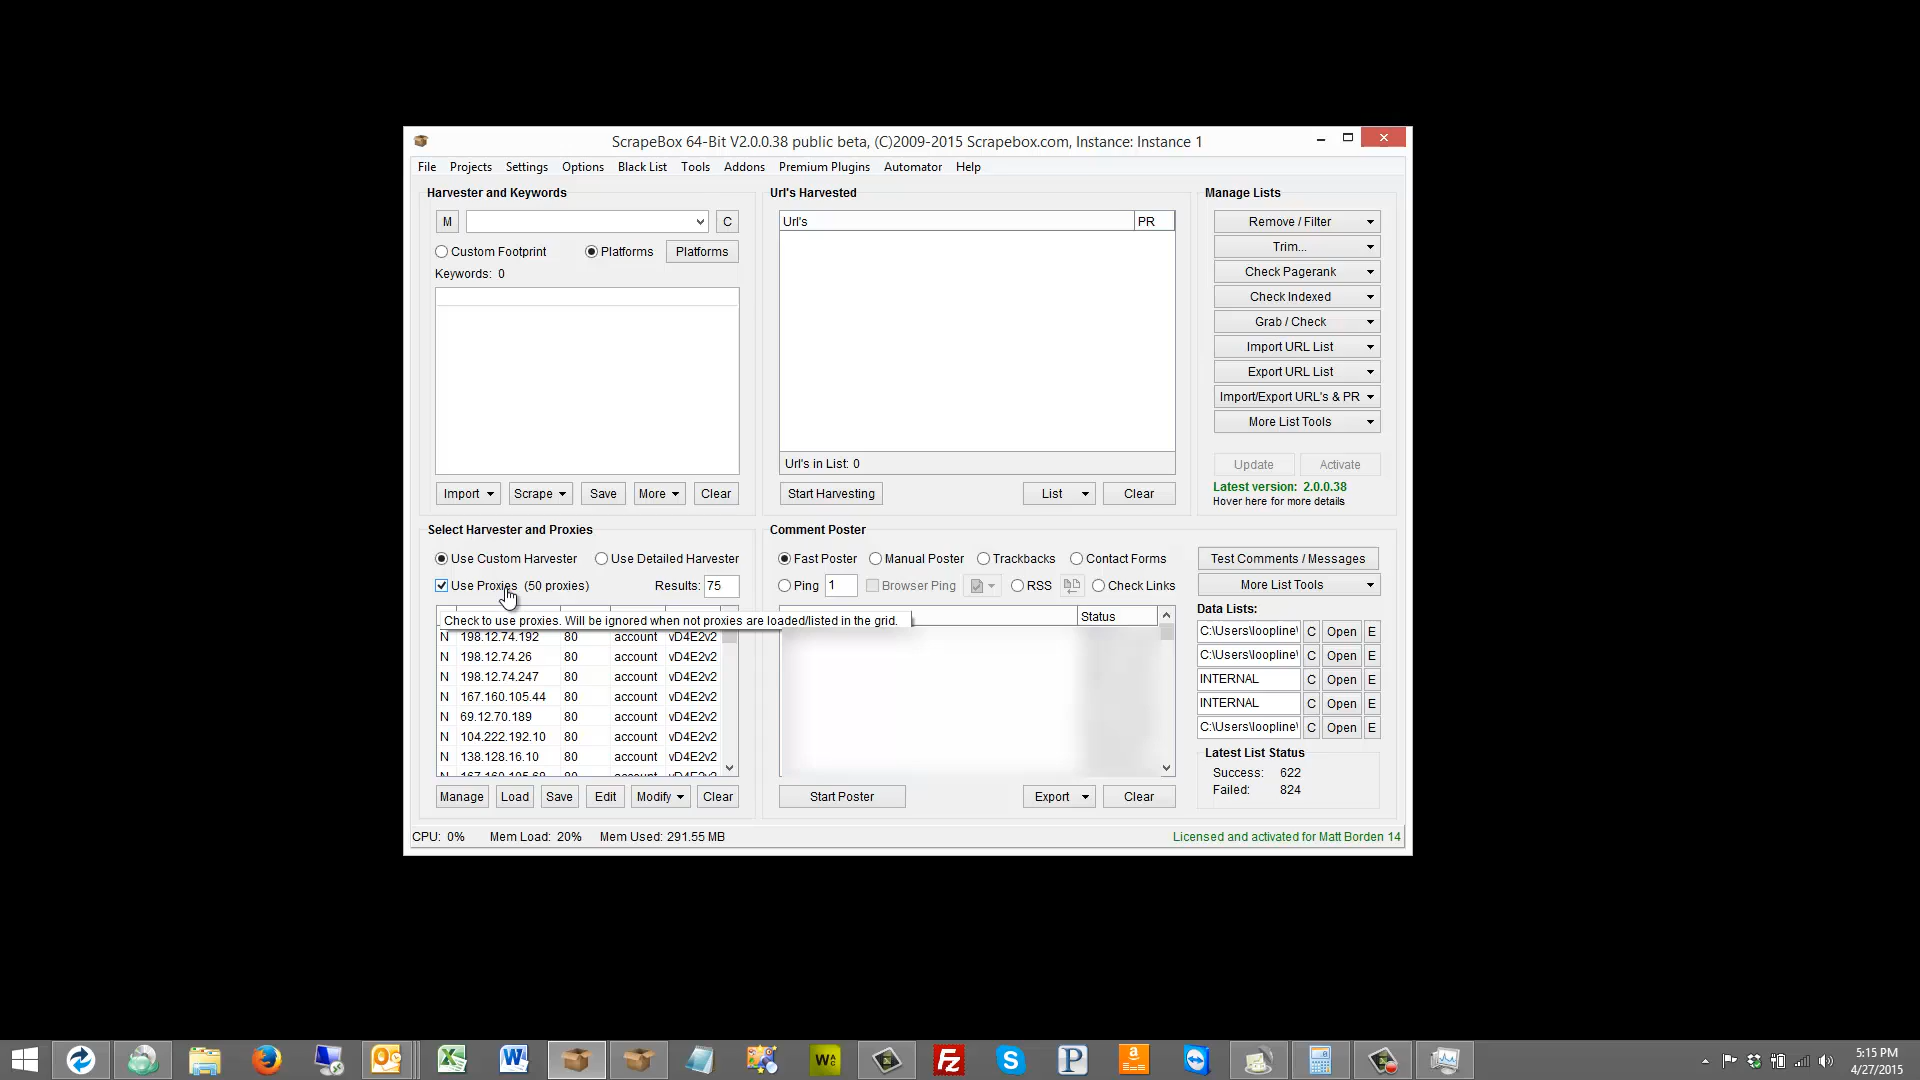 ScrapeBox 64-Bit V2.0.0.38 public beta, (C)2009-2015 Scrapebox.com, Instance: Instance 1
File Projects Settings Options Black List Tools Addons Premium Plugins Automator Help
Harvester and Keywords
M
C
Custom Footprint
Platforms
Platforms
Keywords: 0
Import
Scrape
Save
More
Clear
Url's Harvested
Url's PR
Url's in List: 0
Start Harvesting
List
Clear
Manage Lists
Remove / Filter
Trim...
Check Pagerank
Check Indexed
Grab / Check
Import URL List
Export URL List
Import/Export URL's & PR
More List Tools
Update
Activate
Latest version: 2.0.0.38
Hover here for more details
Select Harvester and Proxies
Use Custom Harvester
Use Detailed Harvester
Use Proxies (50 proxies)
Results: 75
Check to use proxies. Will be ignored when not proxies are loaded/listed in the grid.
N 198.12.74.192 80 account vD4E2v2
N 198.12.74.26 80 account vD4E2v2
N 198.12.74.247 80 account vD4E2v2
N 167.160.105.44 80 account vD4E2v2
N 69.12.70.189 80 account vD4E2v2
N 104.222.192.10 80 account vD4E2v2
N 138.128.16.10 80 account vD4E2v2
Manage
Load
Save
Edit
Modify
Clear
Comment Poster
Fast Poster
Manual Poster
Trackbacks
Contact Forms
Ping 1
Browser Ping
RSS
Check Links
Status
Start Poster
Export
Clear
Test Comments / Messages
More List Tools
Data Lists:
C:\Users\loopline\ C Open E
C:\Users\loopline\ C Open E
INTERNAL C Open E
INTERNAL C Open E
C:\Users\loopline\ C Open E
Latest List Status
Success: 622
Failed: 824
CPU: 0% Mem Load: 20% Mem Used: 291.55 MB
Licensed and activated for Matt Borden 14
5:15 PM
4/27/2015